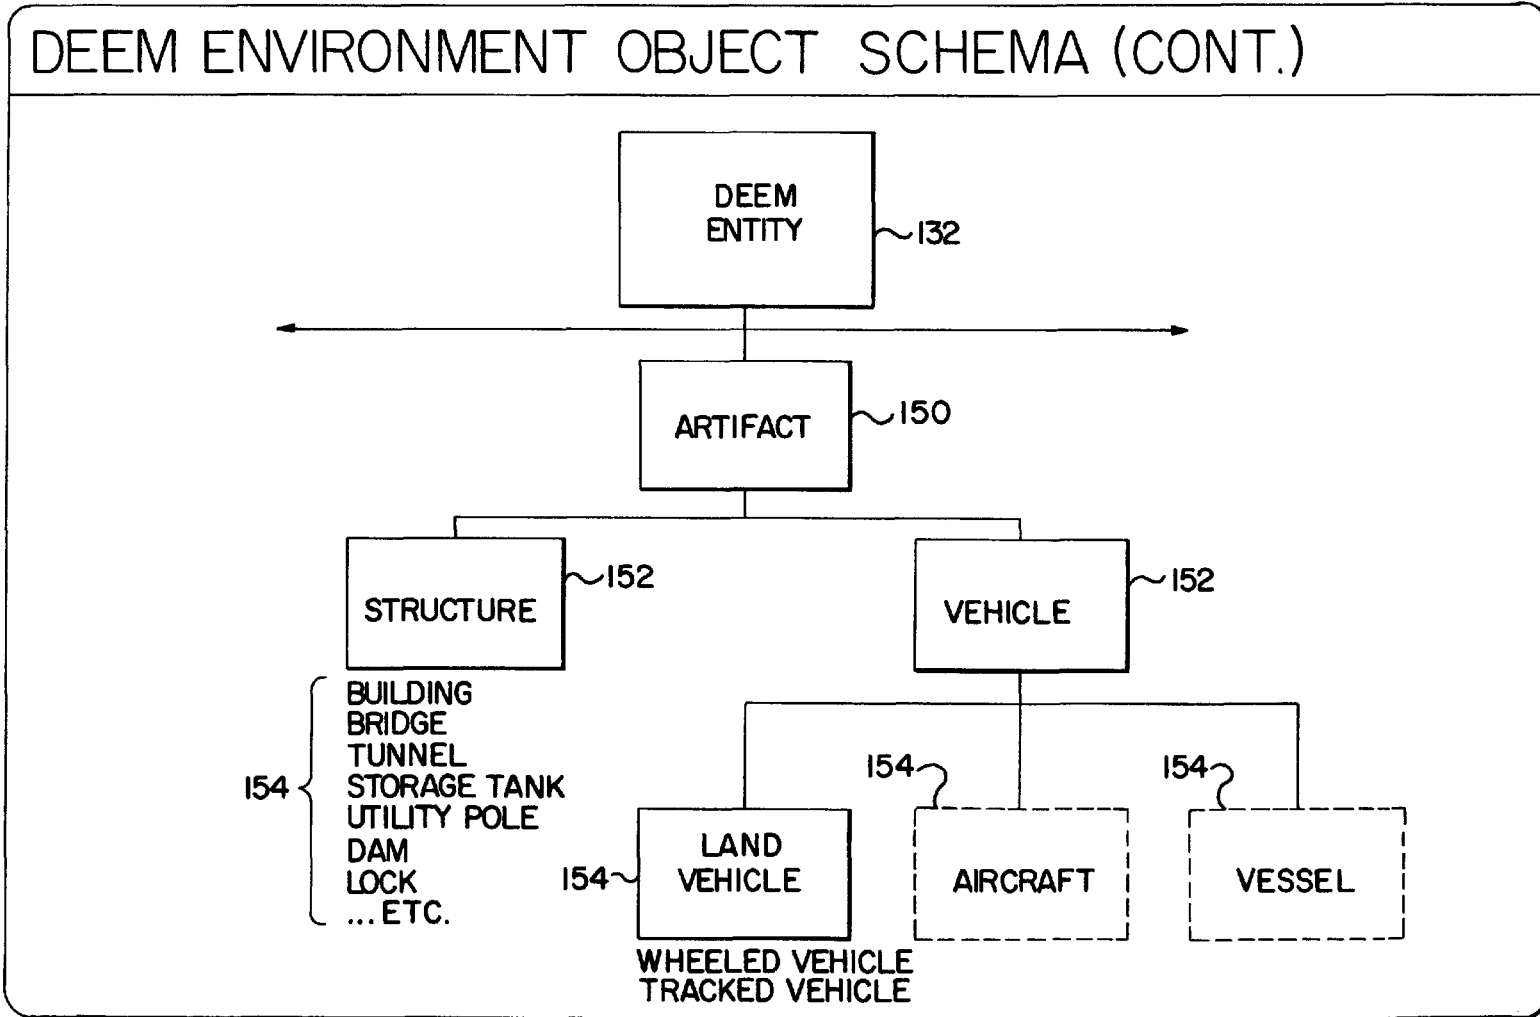 DEEM ENVIRONMENT OBJECT SCHEMA (CONT.)
DEEM
ENTITY
132
ARTIFACT
150
STRUCTURE
152
VEHICLE
152
154
BUILDING
BRIDGE
TUNNEL
STORAGE TANK
UTILITY POLE
DAM
LOCK
... ETC.
154
LAND
VEHICLE
WHEELED VEHICLE
TRACKED VEHICLE
154
AIRCRAFT
154
VESSEL